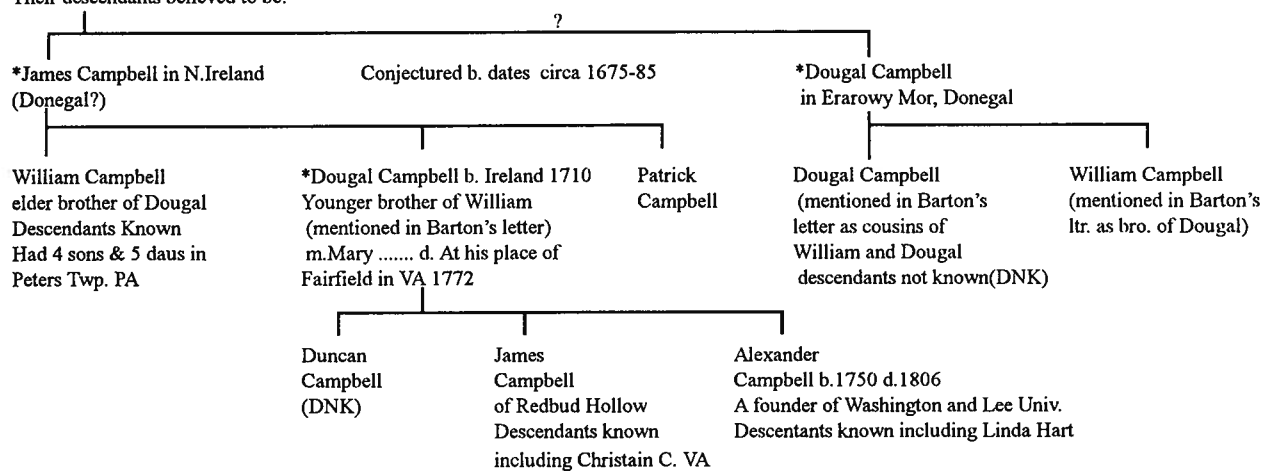 Their descendants believed to be:
?
*James Campbell in N.Ireland
(Donegal?)
Conjectured b. dates circa 1675-85
*Dougal Campbell
in Erarowy Mor, Donegal
William Campbell
elder brother of Dougal
Descendants Known
Had 4 sons & 5 daus in
Peters Twp. PA
*Dougal Campbell b. Ireland 1710
Younger brother of William
(mentioned in Barton's letter)
m.Mary ....... d. At his place of
Fairfield in VA 1772
Patrick
Campbell
Dougal Campbell
(mentioned in Barton's
letter as cousins of
William and Dougal
descendants not known(DNK)
William Campbell
(mentioned in Barton's
ltr. as bro. of Dougal)
Duncan
Campbell
(DNK)
James
Campbell
of Redbud Hollow
Descendants known
including Christain C. VA
Alexander
Campbell b.1750 d.1806
A founder of Washington and Lee Univ.
Descentants known including Linda Hart